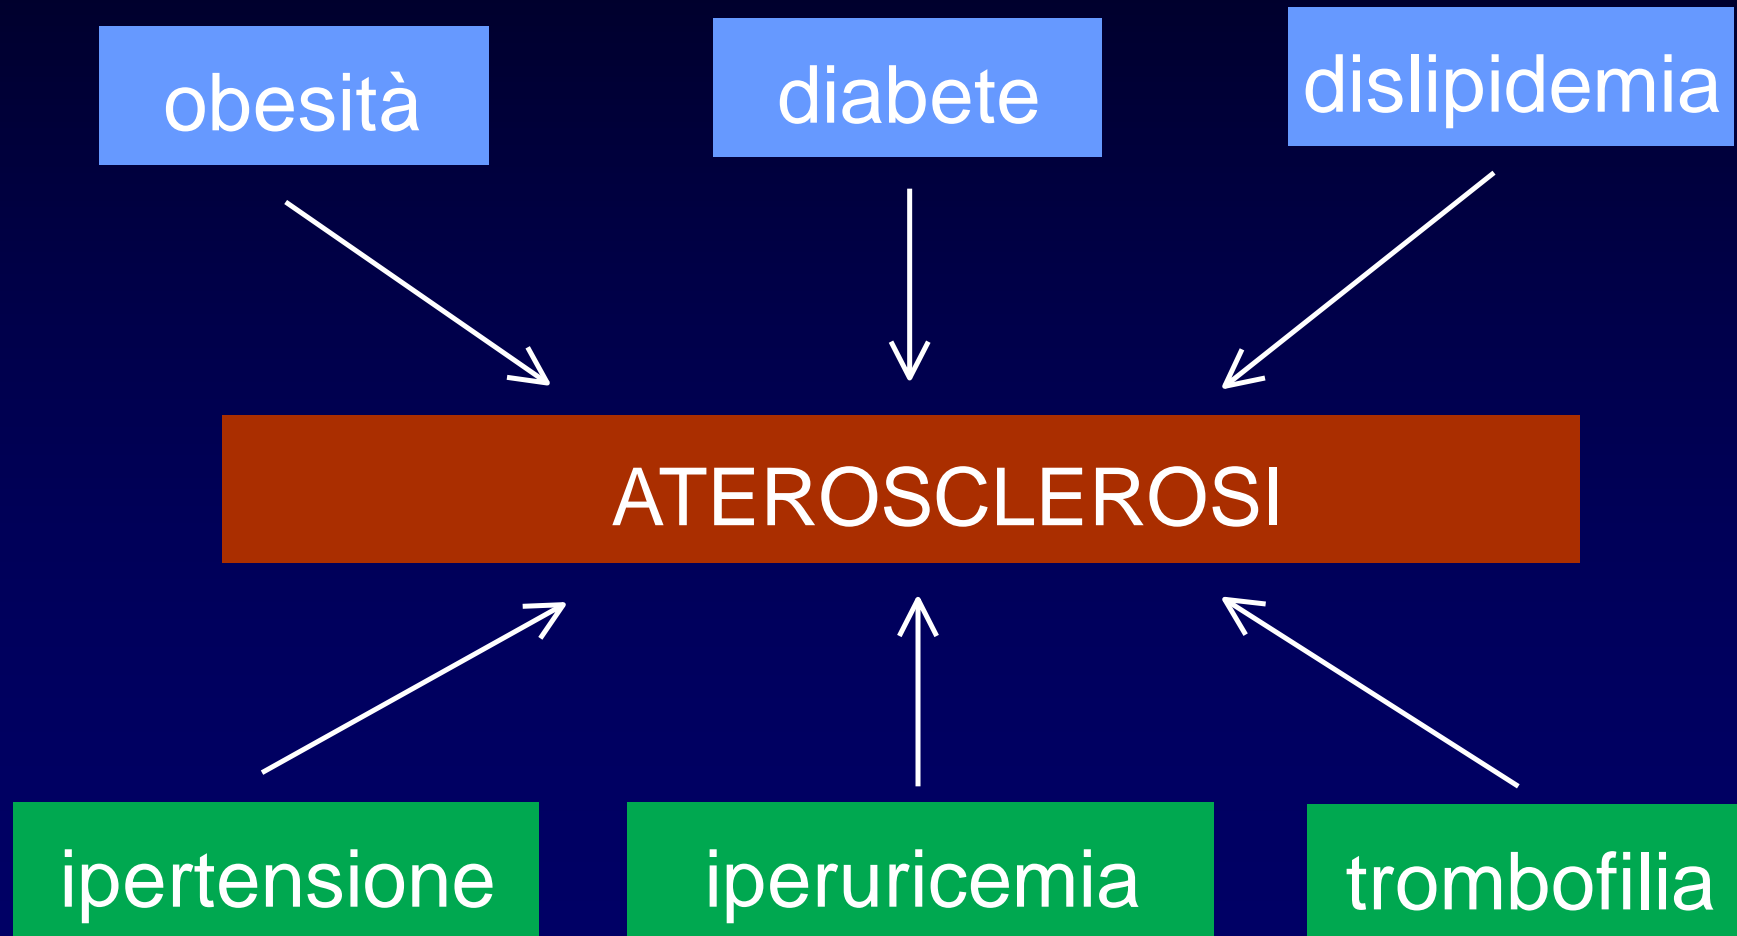 obesità
diabete
dislipidemia
ATEROSCLEROSI
ipertensione
iperuricemia
trombofilia